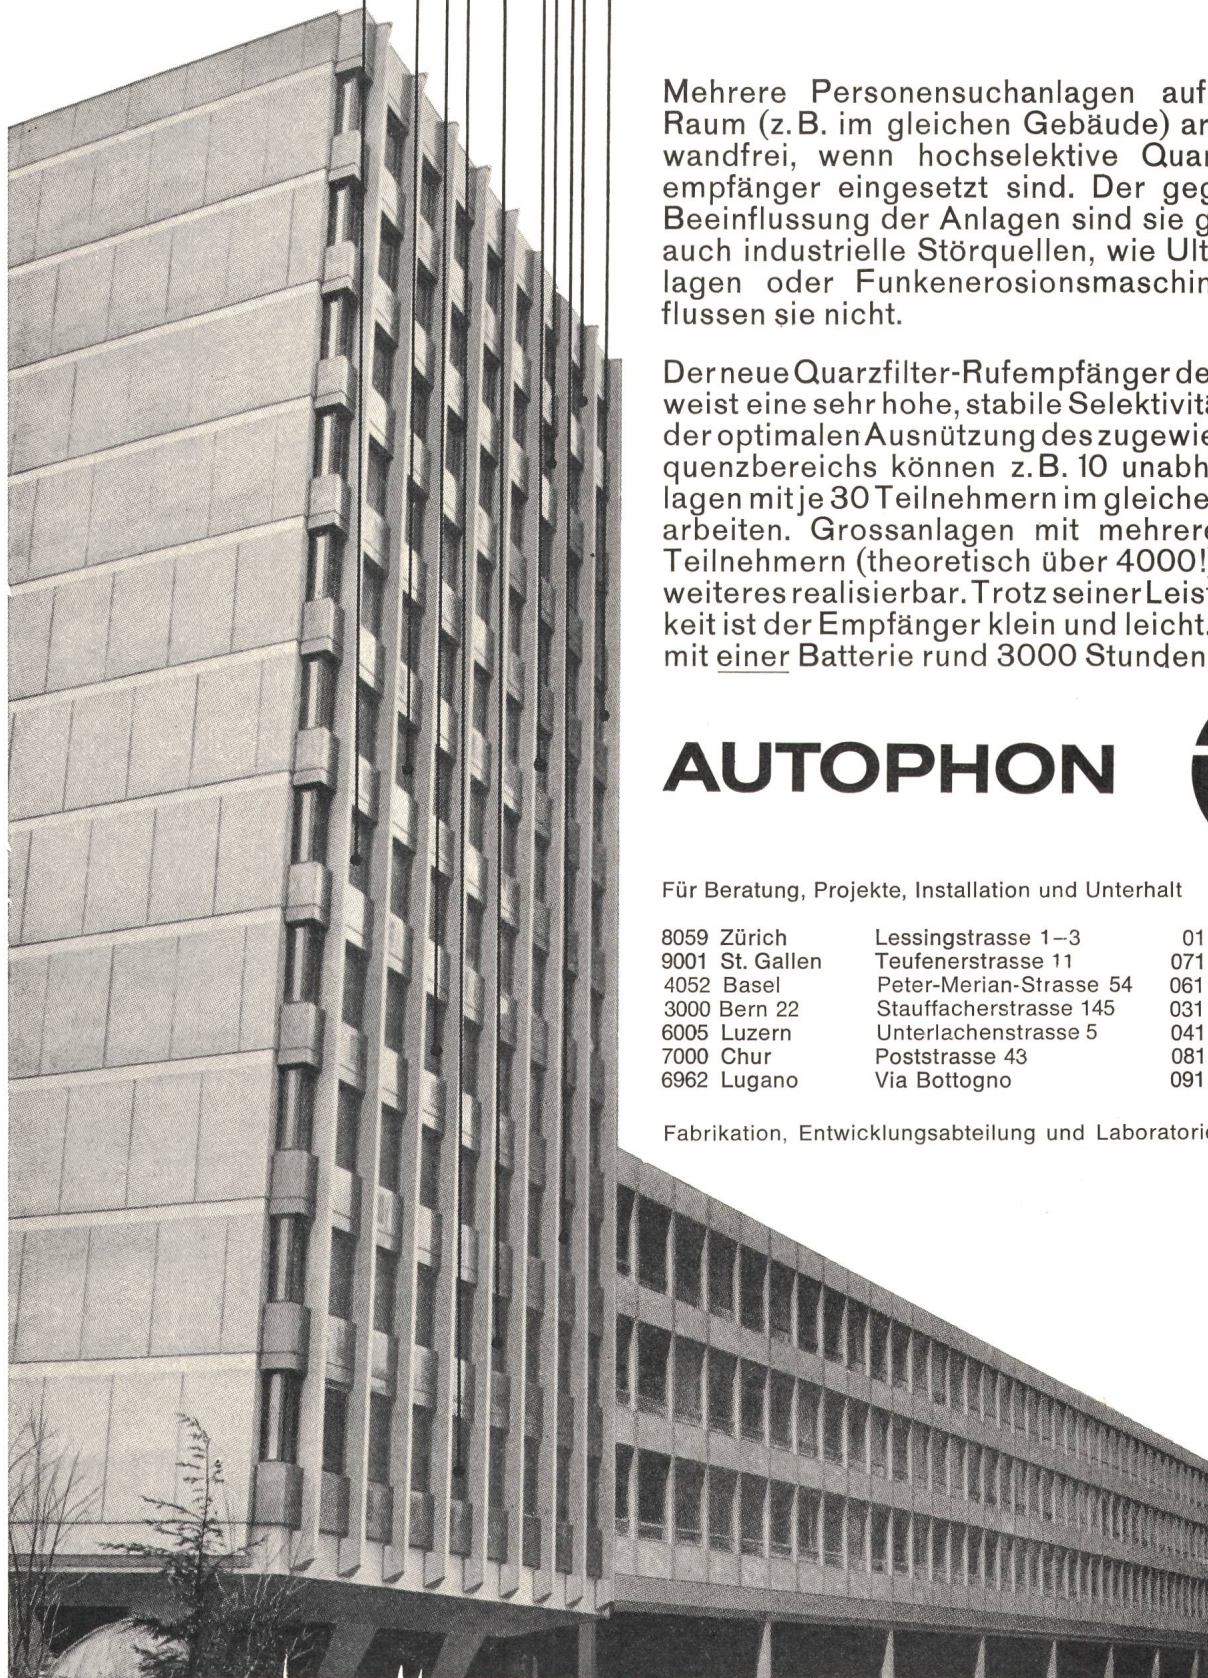 Mehrere Personensuchanlagen auf
Raum (z.B. im gleichen Gebäude) ar
wandfrei, wenn hochselektive Quar
empfänger eingesetzt sind. Der geg
Beeinflussung der Anlagen sind sie g
auch industrielle Störquellen, wie Ult
lagen oder Funkenerosionsmaschin
flussen sie nicht.
Der neue Quarzfilter-Rufempfänger de
weist eine sehr hohe, stabile Selektivitä
der optimalen Ausnützung des zugewie
quenzbereichs können z.B. 10 unabh
lagen mit je 30 Teilnehmern im gleiche
arbeiten. Grossanlagen mit mehrere
Teilnehmern (theoretisch über 4000!
weiteres realisierbar. Trotz seiner Leis
keit ist der Empfänger klein und leicht.
mit einer Batterie rund 3000 Stunden
AUTOPHON
Für Beratung, Projekte, Installation und Unterhalt
8059 Zürich Lessingstrasse 1–3 01
9001 St. Gallen Teufenerstrasse 11 071
4052 Basel Peter-Merian-Strasse 54 061
3000 Bern 22 Stauffacherstrasse 145 031
6005 Luzern Unterlachenstrasse 5 041
7000 Chur Poststrasse 43 081
6962 Lugano Via Bottogno 091
Fabrikation, Entwicklungsabteilung und Laboratorie